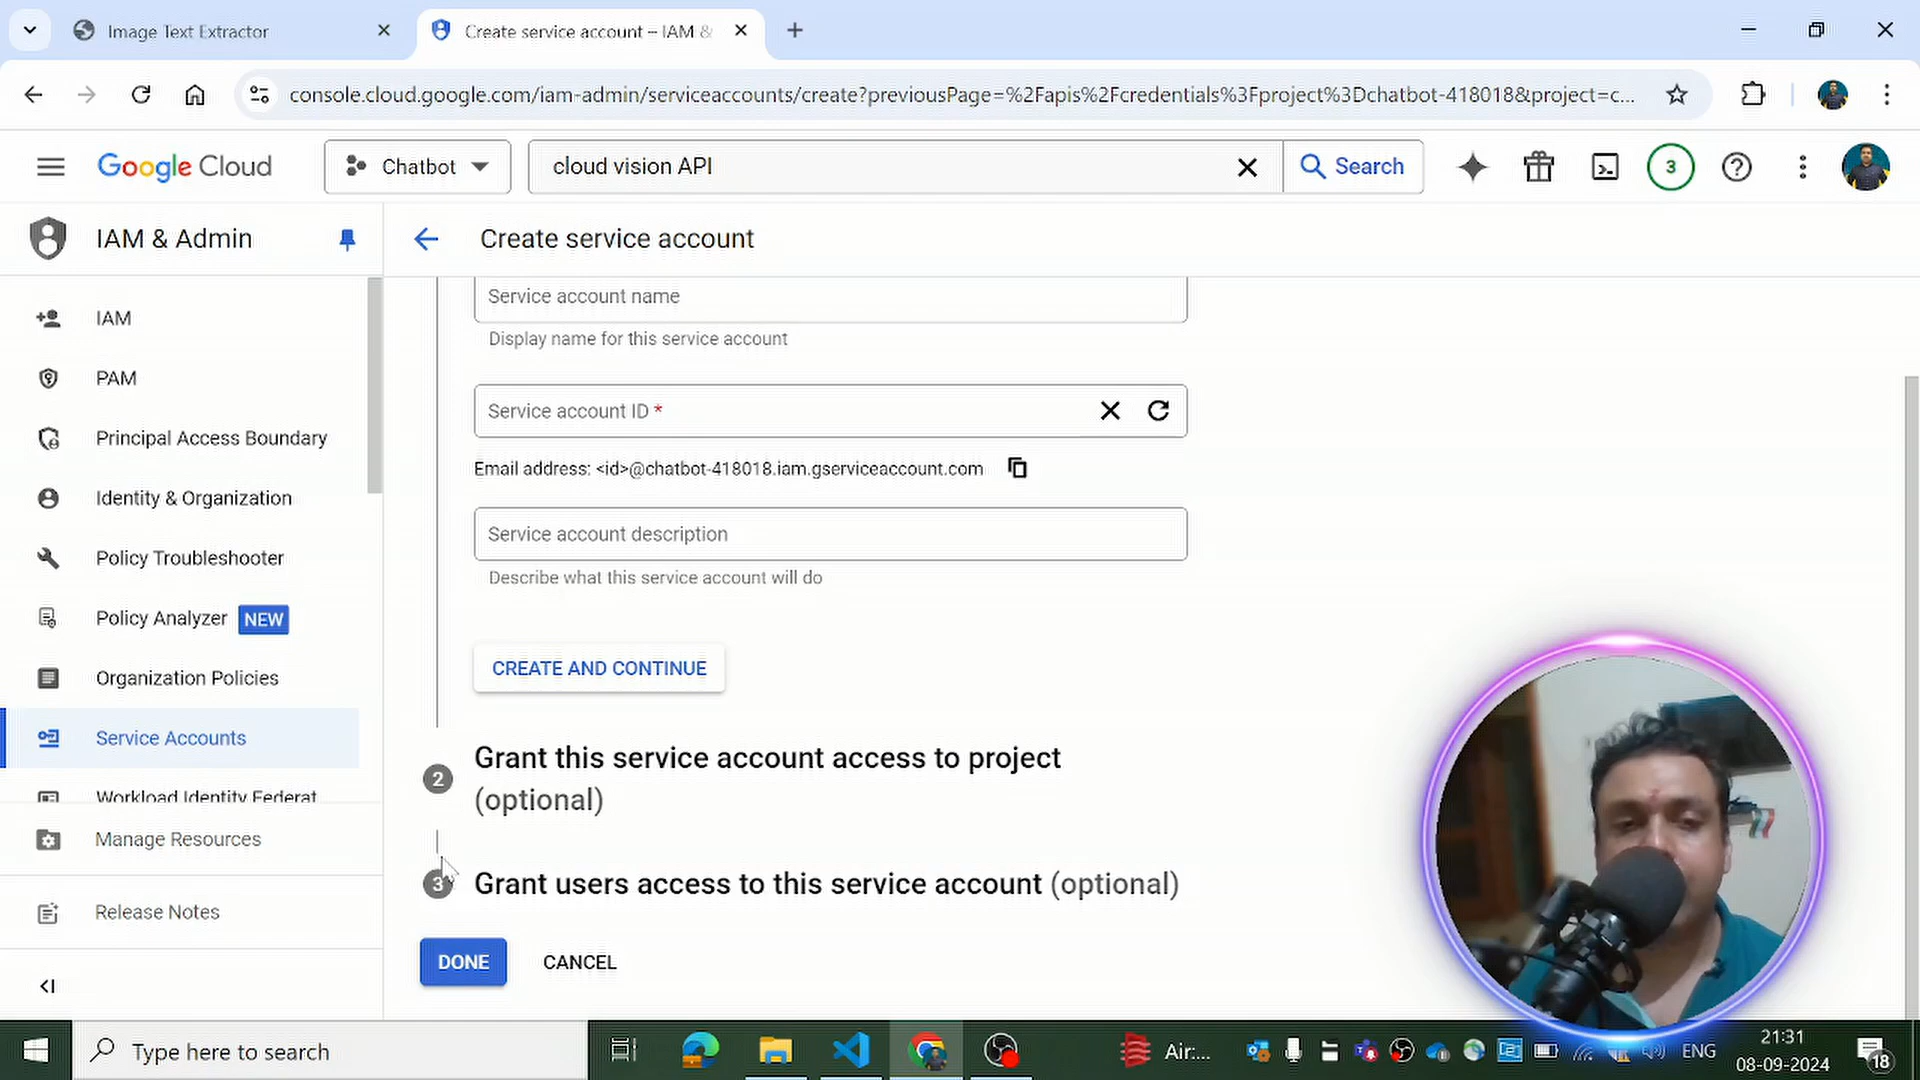 Image Text Extractor
Create service account – IAM &
console.cloud.google.com/iam-admin/serviceaccounts/create?previousPage=%2Fapis%2Fcredentials%3Fproject%3Dchatbot-418018&project=c...
Google Cloud
Chatbot
cloud vision API
Search
3
IAM & Admin
Create service account
IAM
PAM
Principal Access Boundary
Identity & Organization
Policy Troubleshooter
Policy Analyzer NEW
Organization Policies
Service Accounts
Workload Identity Federat
Manage Resources
Release Notes
Service account name
Display name for this service account
Service account ID *
Email address: <id>@chatbot-418018.iam.gserviceaccount.com
Service account description
Describe what this service account will do
CREATE AND CONTINUE
2 Grant this service account access to project
(optional)
3 Grant users access to this service account (optional)
DONE CANCEL
Type here to search
Air:...
ENG
21:31
08-09-2024
18